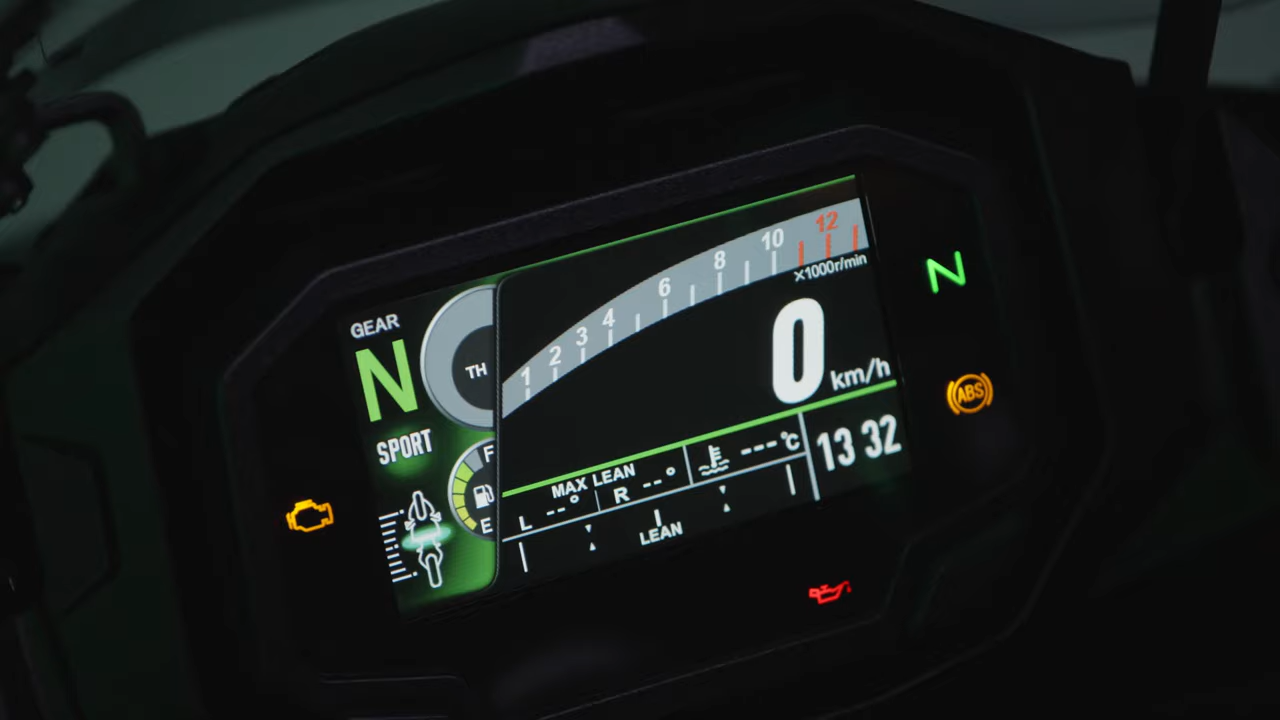 GEAR
N
SPORT
TH
F
E
1 2 3 4 6 8 10 12
×1000r/min
0 km/h
MAX LEAN
L --° R --°
---°C
13 32
LEAN
N
ABS